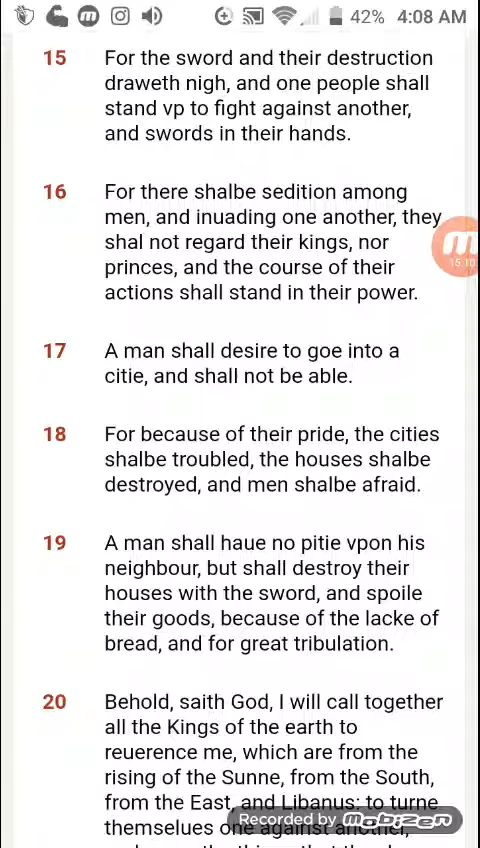 42% 4:08 AM
15 For the sword and their destruction
draweth nigh, and one people shall
stand vp to fight against another,
and swords in their hands.
16 For there shalbe sedition among
men, and inuading one another, they
shal not regard their kings, nor
princes, and the course of their
actions shall stand in their power.
15:10
17 A man shall desire to goe into a
citie, and shall not be able.
18 For because of their pride, the cities
shalbe troubled, the houses shalbe
destroyed, and men shalbe afraid.
19 A man shall haue no pitie vpon his
neighbour, but shall destroy their
houses with the sword, and spoile
their goods, because of the lacke of
bread, and for great tribulation.
20 Behold, saith God, I will call together
all the Kings of the earth to
reuerence me, which are from the
rising of the Sunne, from the South,
from the East, and Libanus: to turne
themselues one against another,
Recorded by Mobizen